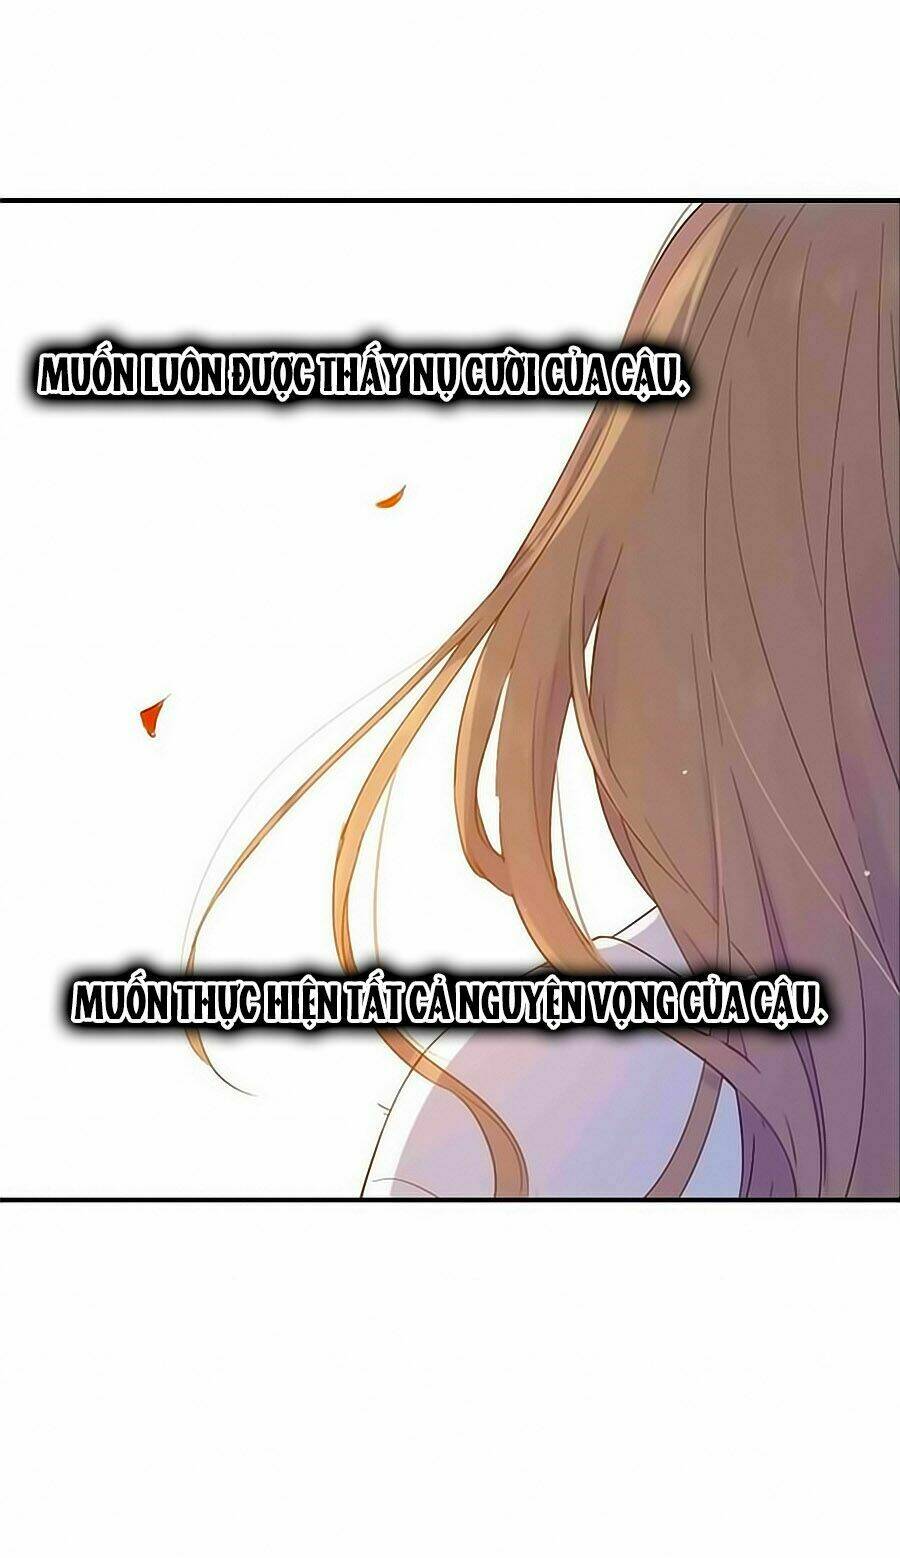 MUỐN LUÔN ĐƯỢC THẤY NỤ CƯỜI CỦA CẬU.
MUỐN THỰC HIỆN TẤT CẢ NGUYỆN VỌNG CỦA CẬU.